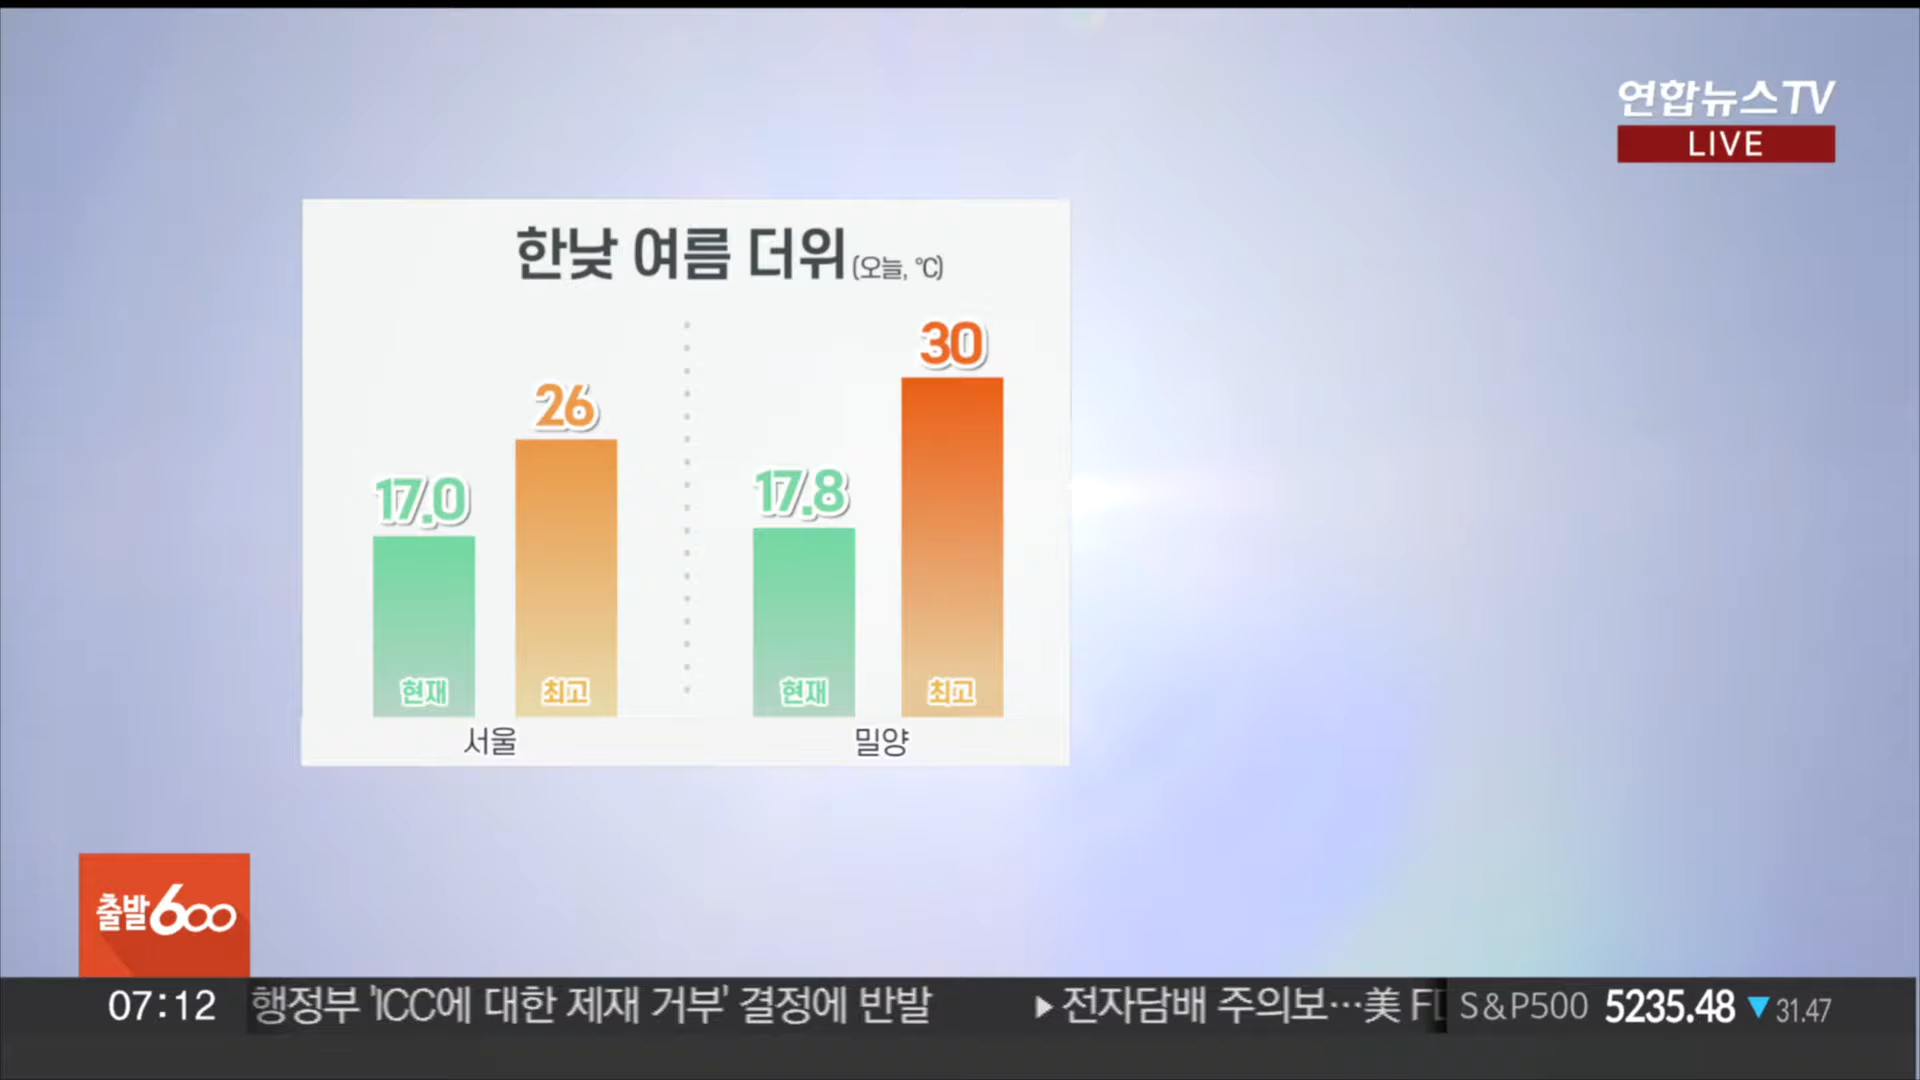 연합뉴스TV
LIVE
한낮 여름 더위 (오늘, ℃)
17.0 26 17.8 30
현재 최고 현재 최고
서울 밀양
출발600
07:12 행정부 'ICC에 대한 제재 거부' 결정에 반발 ▶전자담배 주의보…美 S&P500 5235.48 ▼31.47